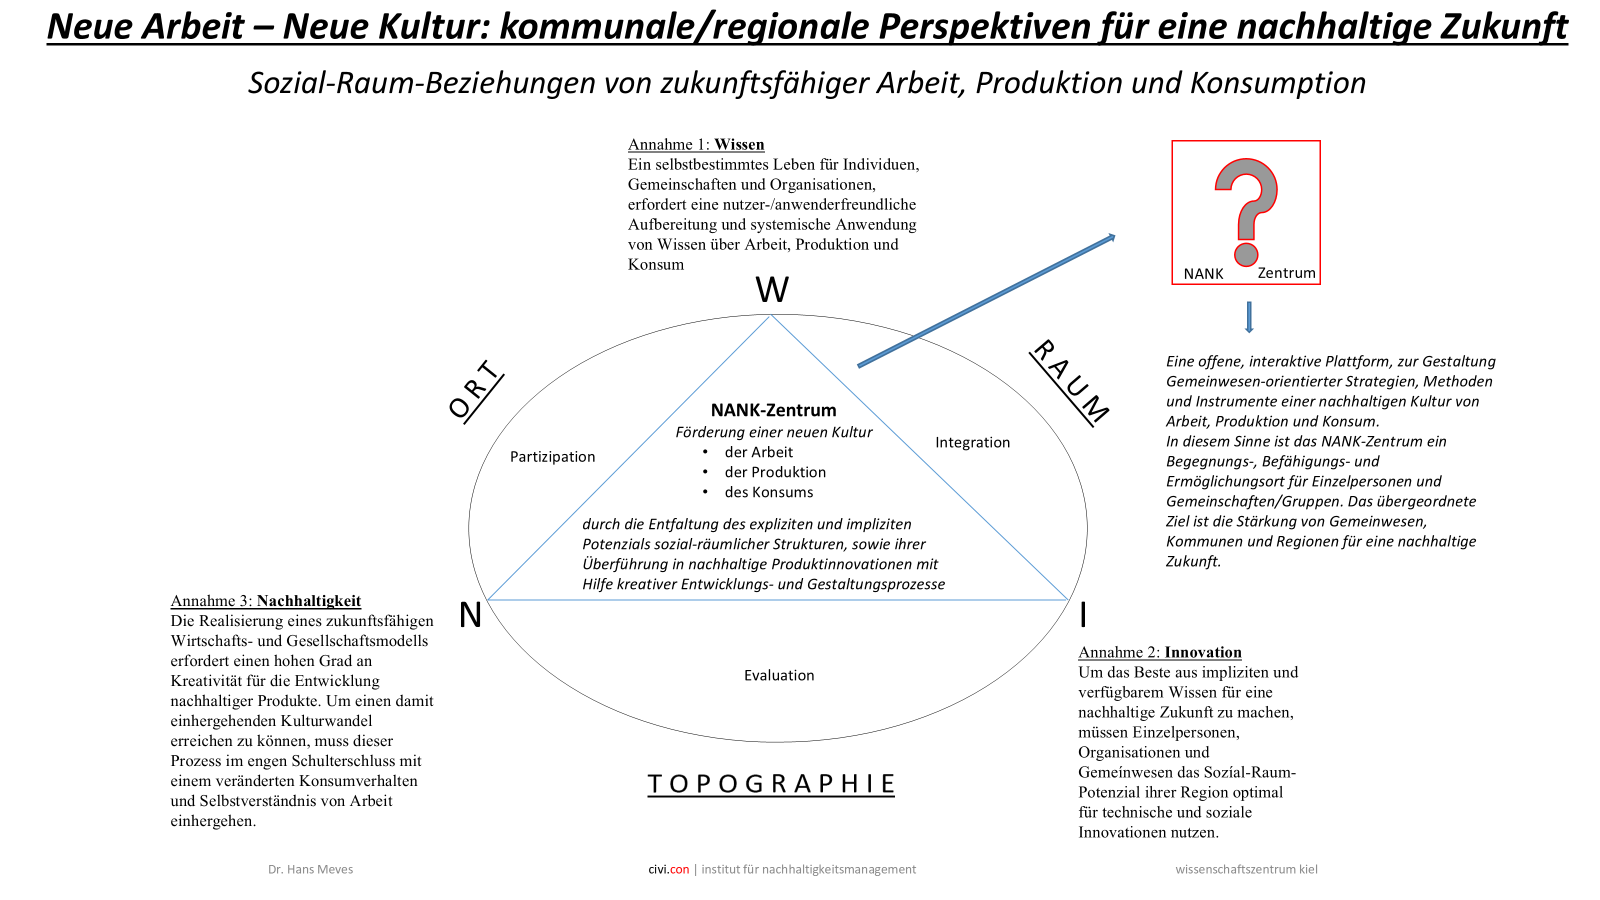 Neue Arbeit – Neue Kultur: kommunale/regionale Perspektiven für eine nachhaltige Zukunft
Sozial-Raum-Beziehungen von zukunftsfähiger Arbeit, Produktion und Konsumption
Annahme 1: Wissen
Ein selbstbestimmtes Leben für Individuen,
Gemeinschaften und Organisationen,
erfordert eine nutzer-/anwenderfreundliche
Aufbereitung und systemische Anwendung
von Wissen über Arbeit, Produktion und
Konsum
W
ORT
RAUM
?
NANK Zentrum
Eine offene, interaktive Plattform, zur Gestaltung
Gemeinwesen-orientierter Strategien, Methoden
und Instrumente einer nachhaltigen Kultur von
Arbeit, Produktion und Konsum.
In diesem Sinne ist das NANK-Zentrum ein
Begegnungs-, Befähigungs- und
Ermöglichungsort für Einzelpersonen und
Gemeinschaften/Gruppen. Das übergeordnete
Ziel ist die Stärkung von Gemeinwesen,
Kommunen und Regionen für eine nachhaltige
Zukunft.
Partizipation
Integration
NANK-Zentrum
Förderung einer neuen Kultur
• der Arbeit
• der Produktion
• des Konsums
durch die Entfaltung des expliziten und impliziten
Potenzials sozial-räumlicher Strukturen, sowie ihrer
Überführung in nachhaltige Produktinnovationen mit
Hilfe kreativer Entwicklungs- und Gestaltungsprozesse
N
I
Evaluation
TOPOGRAPHIE
Annahme 3: Nachhaltigkeit
Die Realisierung eines zukunftsfähigen
Wirtschafts- und Gesellschaftsmodells
erfordert einen hohen Grad an
Kreativität für die Entwicklung
nachhaltiger Produkte. Um einen damit
einhergehenden Kulturwandel
erreichen zu können, muss dieser
Prozess im engen Schulterschluss mit
einem veränderten Konsumverhalten
und Selbstverständnis von Arbeit
einhergehen.
Annahme 2: Innovation
Um das Beste aus impliziten und
verfügbarem Wissen für eine
nachhaltige Zukunft zu machen,
müssen Einzelpersonen,
Organisationen und
Gemeínwesen das Sozíal-Raum-
Potenzial ihrer Region optimal
für technische und soziale
Innovationen nutzen.
Dr. Hans Meves
civi.con | institut für nachhaltigkeitsmanagement
wissenschaftszentrum kiel